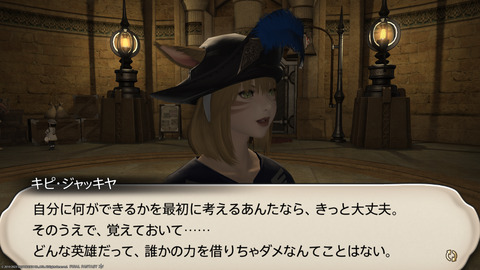 キピ・ジャッキヤ
自分に何ができるかを最初に考えるあんたなら、きっと大丈夫。
そのうえで、覚えておいて……
どんな英雄だって、誰かの力を借りちゃダメなんてことはない。